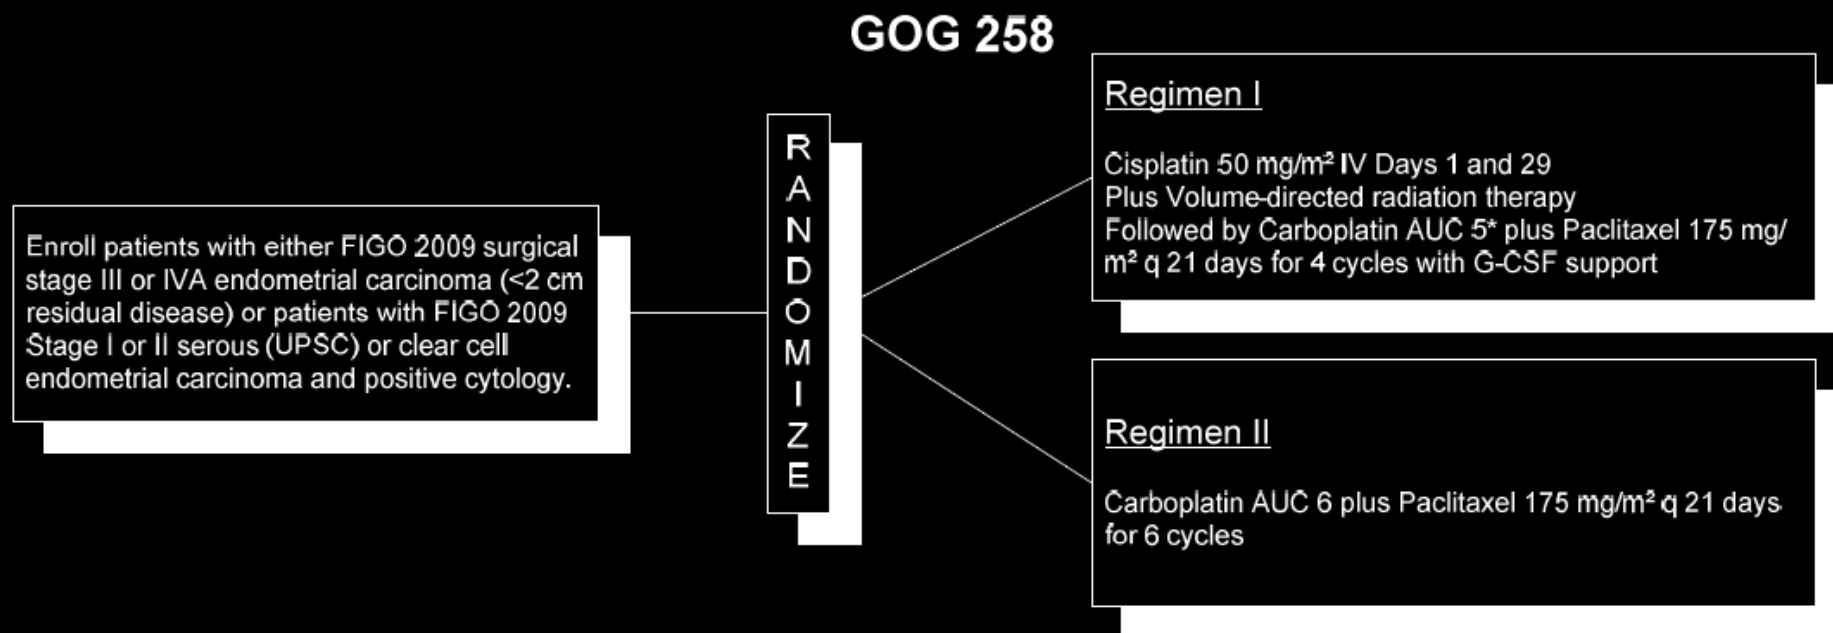 GOG 258
Enroll patients with either FIGO 2009 surgical
stage III or IVA endometrial carcinoma (<2 cm
residual disease) or patients with FIGO 2009
Stage I or II serous (UPSC) or clear cell
endometrial carcinoma and positive cytology.
R
A
N
D
O
M
I
Z
E
Regimen I
Cisplatin 50 mg/m² IV Days 1 and 29
Plus Volume-directed radiation therapy
Followed by Carboplatin AUC 5* plus Paclitaxel 175 mg/
m² q 21 days for 4 cycles with G-CSF support
Regimen II
Carboplatin AUC 6 plus Paclitaxel 175 mg/m² q 21 days
for 6 cycles